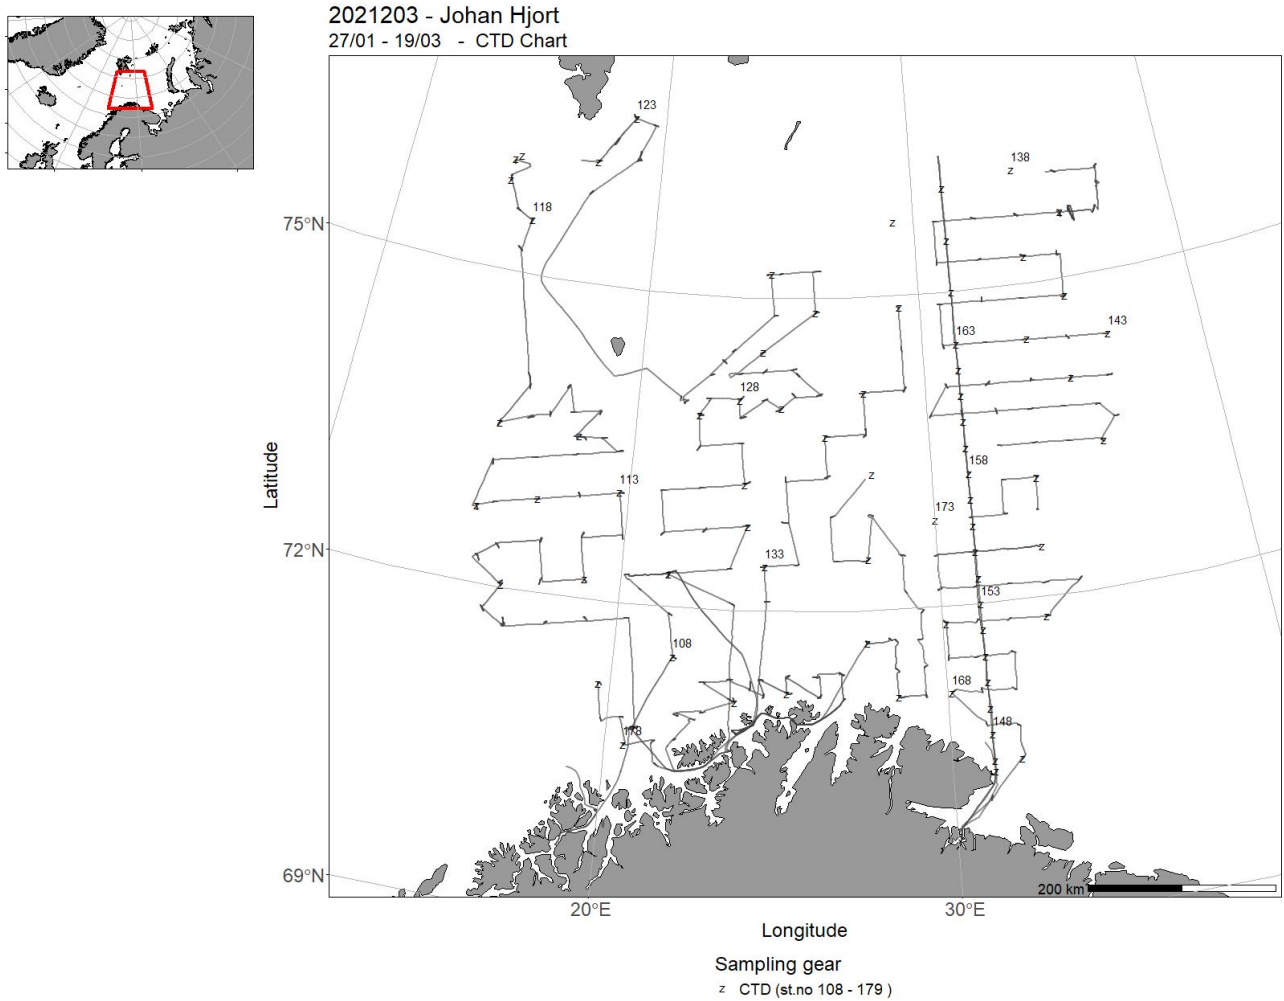 2021203 - Johan Hjort
27/01 - 19/03 - CTD Chart
123
138
118
75°N
143
163
128
158
113
173
Latitude
72°N
133
153
108
168
178
148
69°N
200 km
20°E
30°E
Longitude
Sampling gear
z CTD (st.no 108 - 179 )